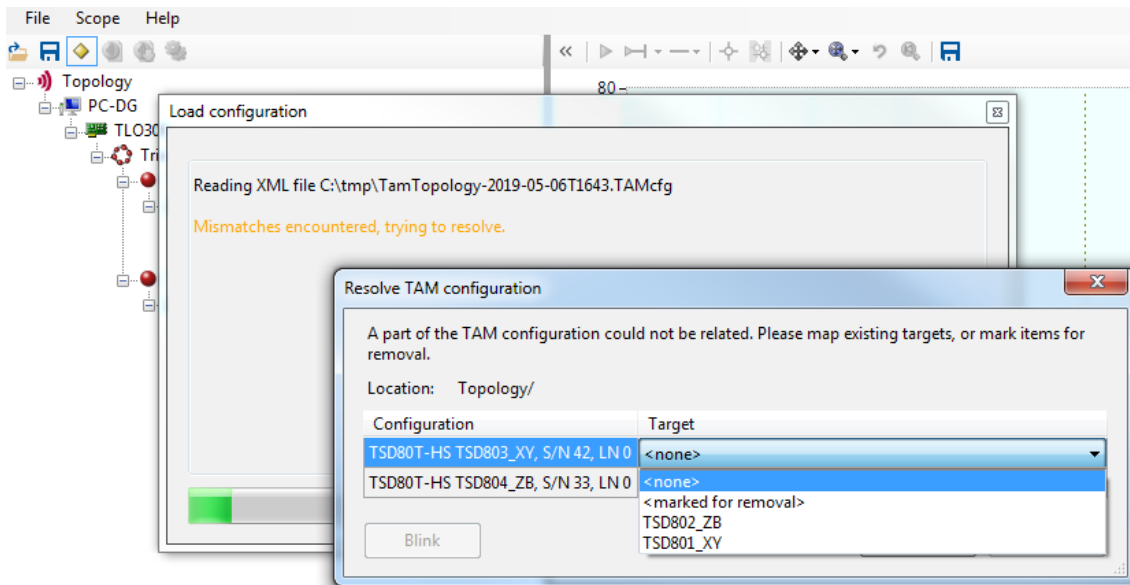 File Scope Help
Topology
80
PC-DG
Load configuration
TLO30
Tri
Reading XML file C:\tmp\TamTopology-2019-05-06T1643.TAMcfg
Mismatches encountered, trying to resolve.
Resolve TAM configuration
A part of the TAM configuration could not be related. Please map existing targets, or mark items for
removal.
Location: Topology/
Configuration Target
TSD80T-HS TSD803_XY, S/N 42, LN 0 <none>
TSD80T-HS TSD804_ZB, S/N 33, LN 0 <none>
<marked for removal>
TSD802_ZB
TSD801_XY
Blink